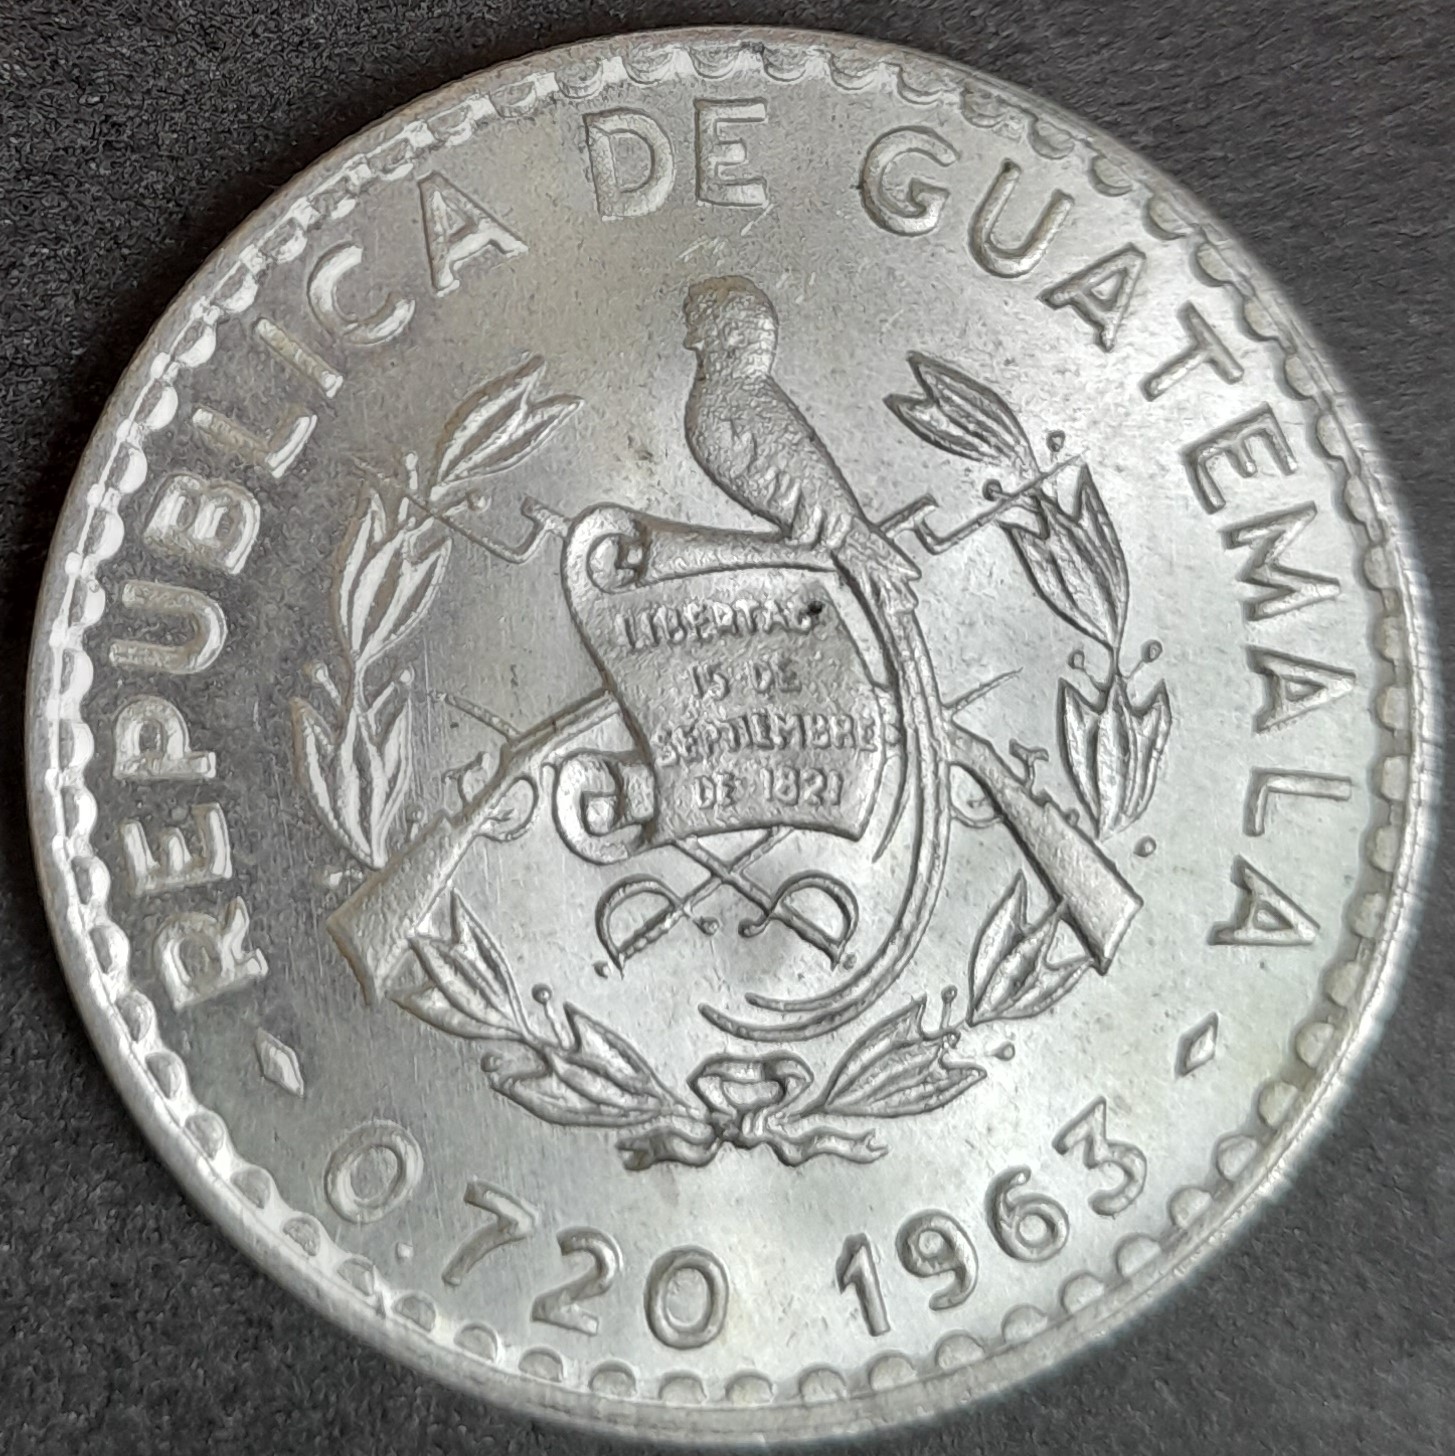 REPUBLICA DE GUATEMALA
LIBERTAD
15 DE
SEPTIEMBRE
DE 1821
0.720 1963